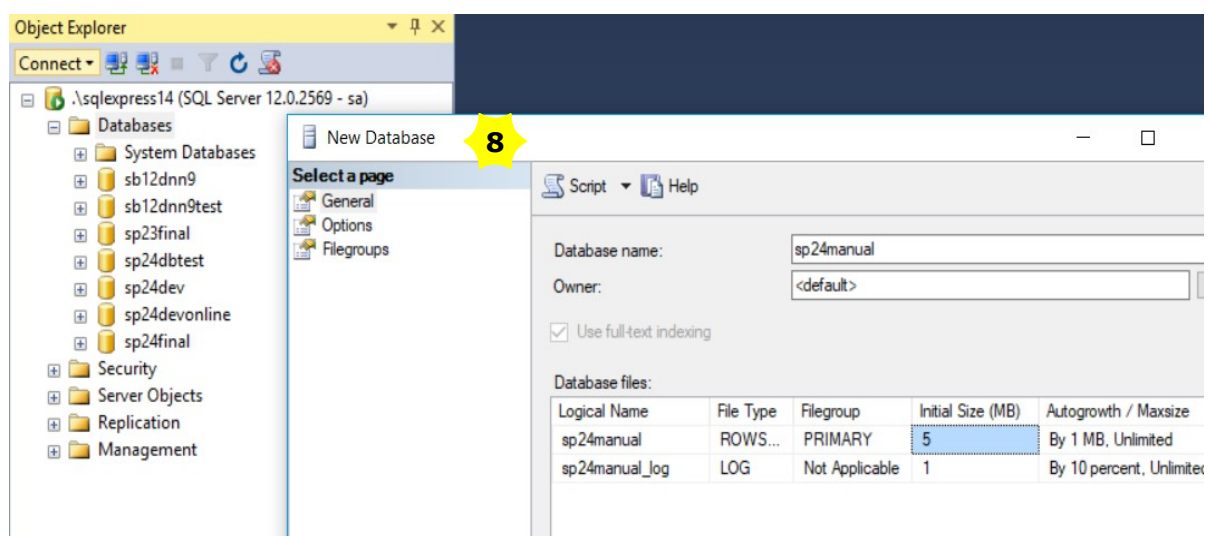 Object Explorer
Connect
.\sqlexpress14 (SQL Server 12.0.2569 - sa)
Databases
System Databases
sb12dnn9
sb12dnn9test
sp23final
sp24dbtest
sp24dev
sp24devonline
sp24final
Security
Server Objects
Replication
Management
New Database
8
Select a page
General
Options
Filegroups
Script Help
Database name: sp24manual
Owner: <default>
Use full-text indexing
Database files:
Logical Name File Type Filegroup Initial Size (MB) Autogrowth / Maxsize
sp24manual ROWS... PRIMARY 5 By 1 MB, Unlimited
sp24manual_log LOG Not Applicable 1 By 10 percent, Unlimited